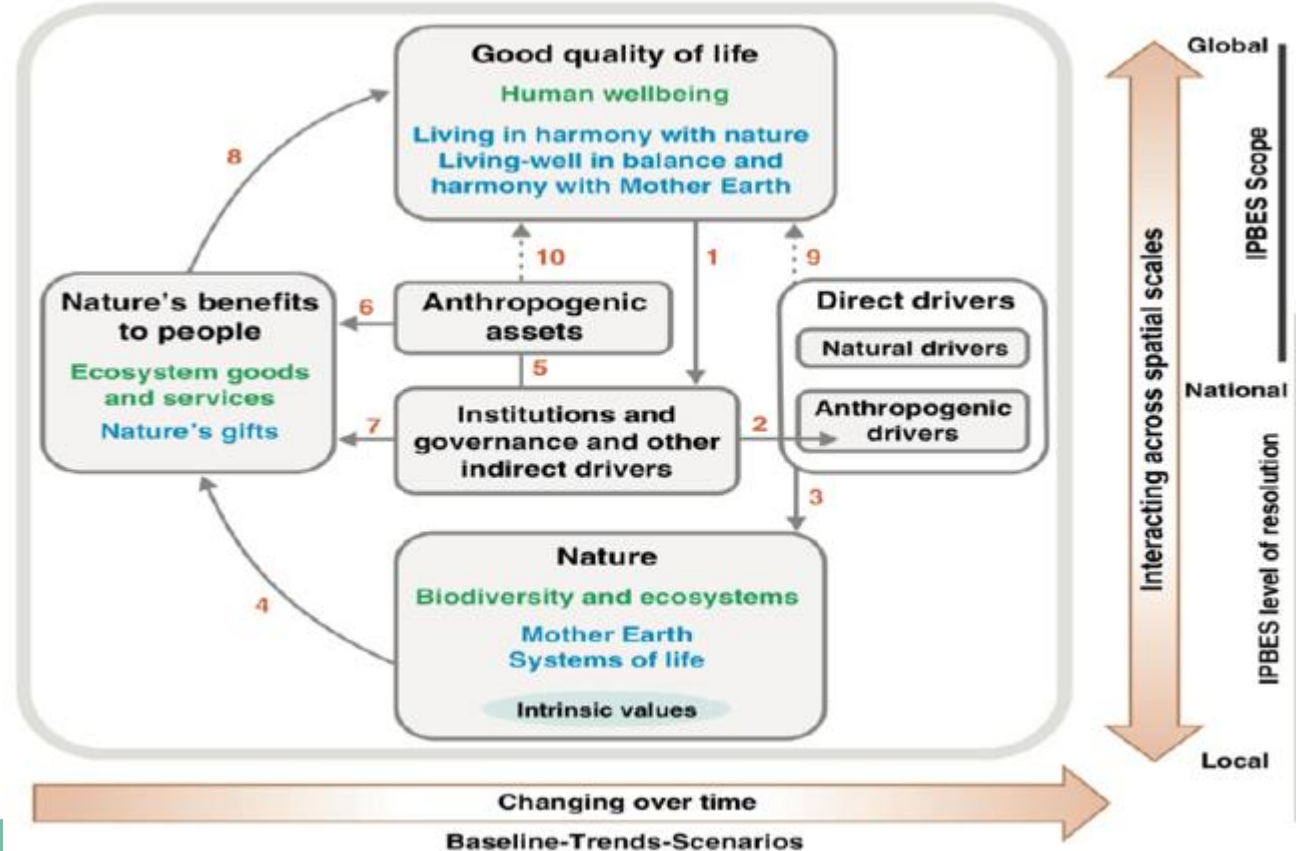 Good quality of life
Human wellbeing
Living in harmony with nature
Living-well in balance and
harmony with Mother Earth
8
10
1
9
Nature's benefits
to people
Ecosystem goods
and services
Nature's gifts
6
Anthropogenic
assets
5
7
Institutions and
governance and other
indirect drivers
2
Direct drivers
Natural drivers
Anthropogenic
drivers
3
4
Nature
Biodiversity and ecosystems
Mother Earth
Systems of life
Intrinsic values
Interacting across spatial scales
Global
IPBES Scope
National
IPBES level of resolution
Local
Changing over time
Baseline-Trends-Scenarios